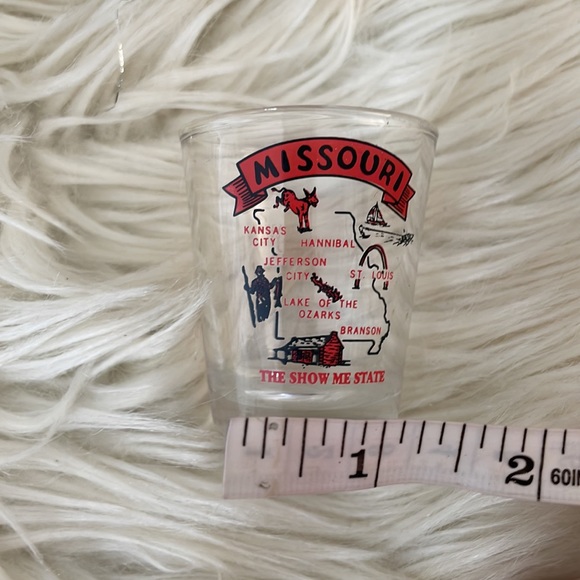 MISSOURI
KANSAS CITY
HANNIBAL
JEFFERSON CITY
ST. LOUIS
LAKE OF THE OZARKS
BRANSON
THE SHOW ME STATE
1 2 60IN